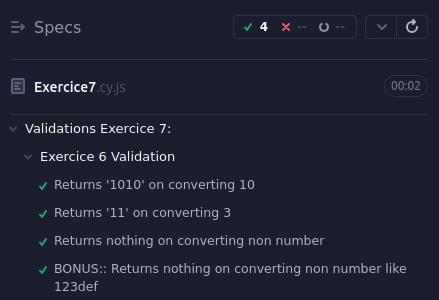 Specs
4 -- --
Exercice7.cy.js 00:02
Validations Exercice 7:
Exercice 6 Validation
Returns '1010' on converting 10
Returns '11' on converting 3
Returns nothing on converting non number
BONUS:: Returns nothing on converting non number like
123def